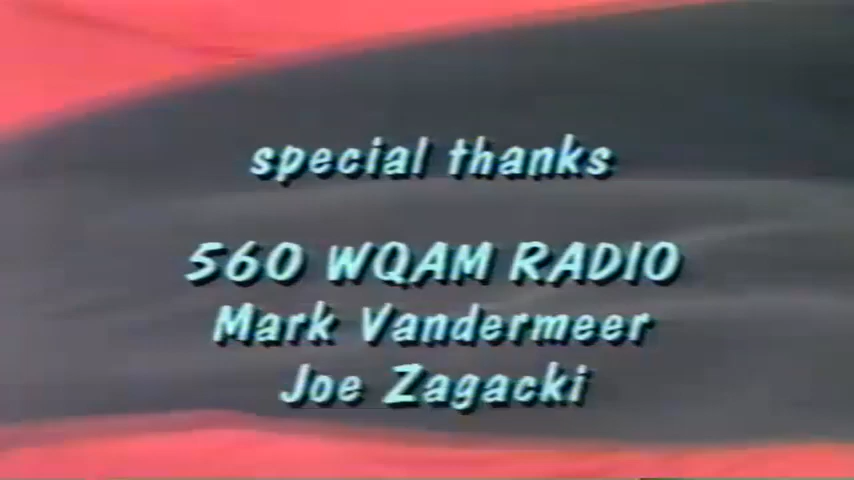 special thanks
560 WQAM RADIO
Mark Vandermeer
Joe Zagacki